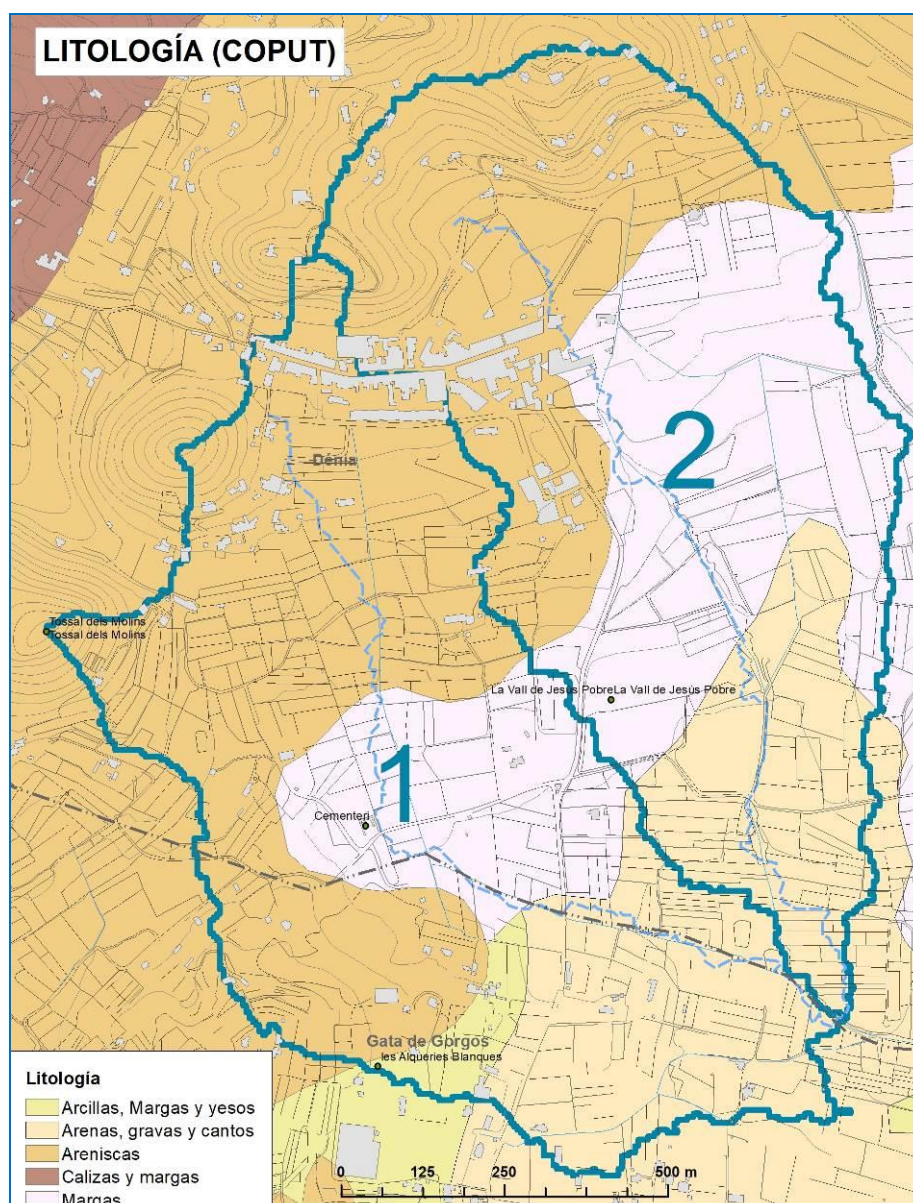 LITOLOGÍA (COPUT)
2
Dénia
Tossal dels Molins
Tossal dels Molins
La Vall de Jesús Pobre La Vall de Jesús Pobre
1
Cementeri
Gata de Gorgos
les Alqueries Blanques
Litología
Arcillas, Margas y yesos
Arenas, gravas y cantos
Areniscas
Calizas y margas
Margas
0 125 250 500 m